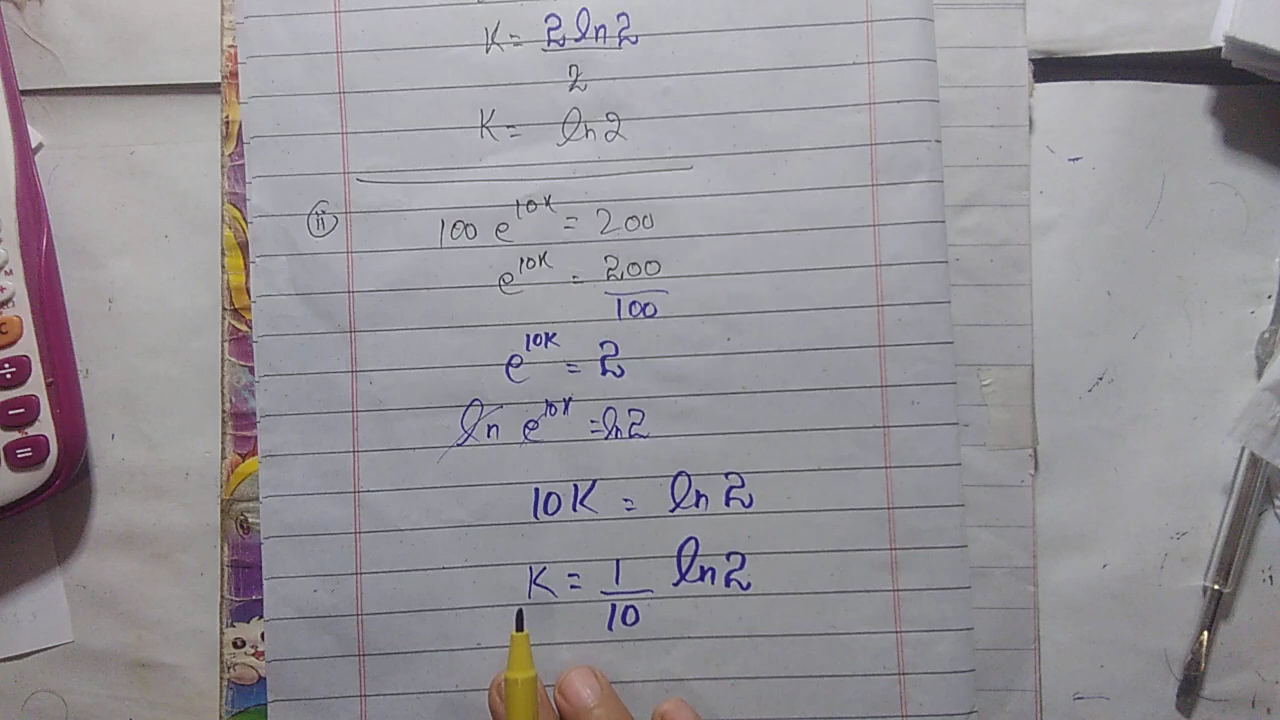 K = 2 ln 2
2
K = ln 2
ii 100 e^10K = 200
e^10K = 200
100
e^10K = 2
ln e^10K = ln 2
10K = ln 2
K = 1 ln 2
10
M
+
C
÷
-
=